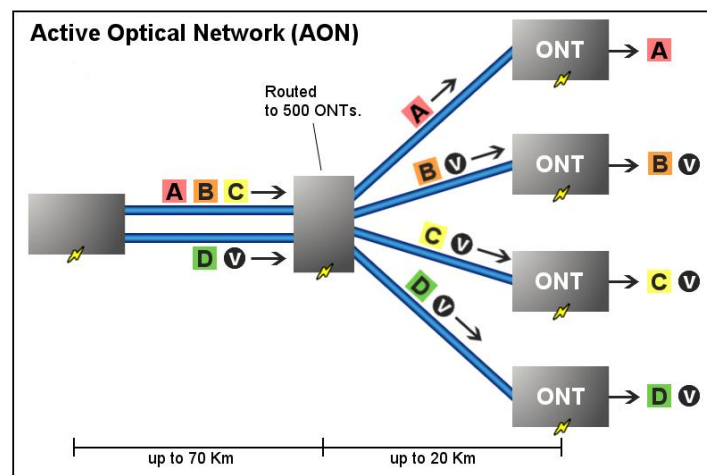 Active Optical Network (AON)
Routed
to 500 ONTs.
A B C
D V
A
B V
C V
D V
ONT
A
ONT
B V
ONT
C V
ONT
D V
up to 70 Km
up to 20 Km